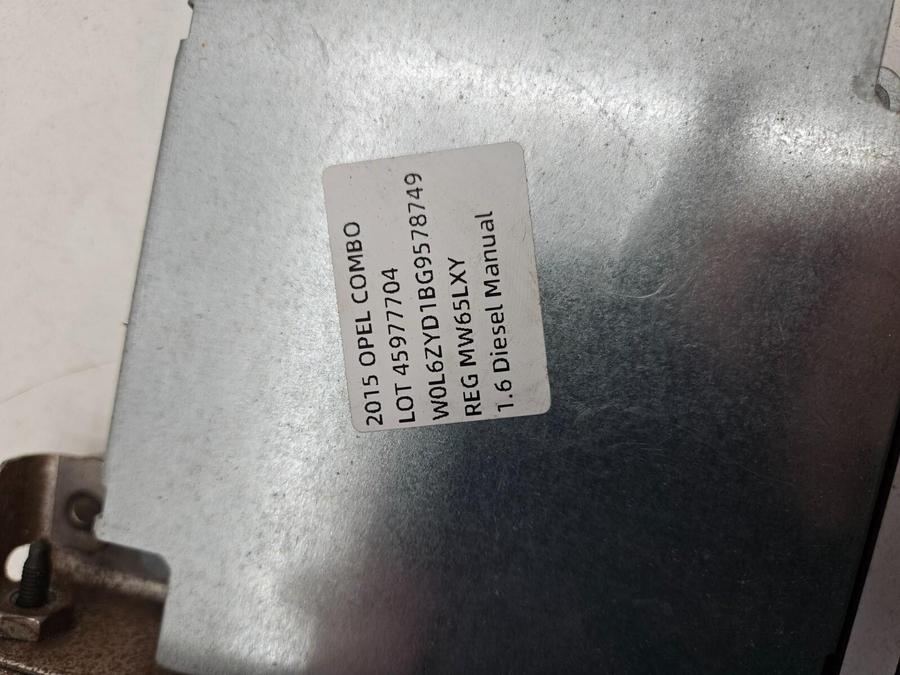 2015 OPEL COMBO
LOT 45977704
W0L6ZYD1BG9578749
REG MW65LXY
1.6 Diesel Manual